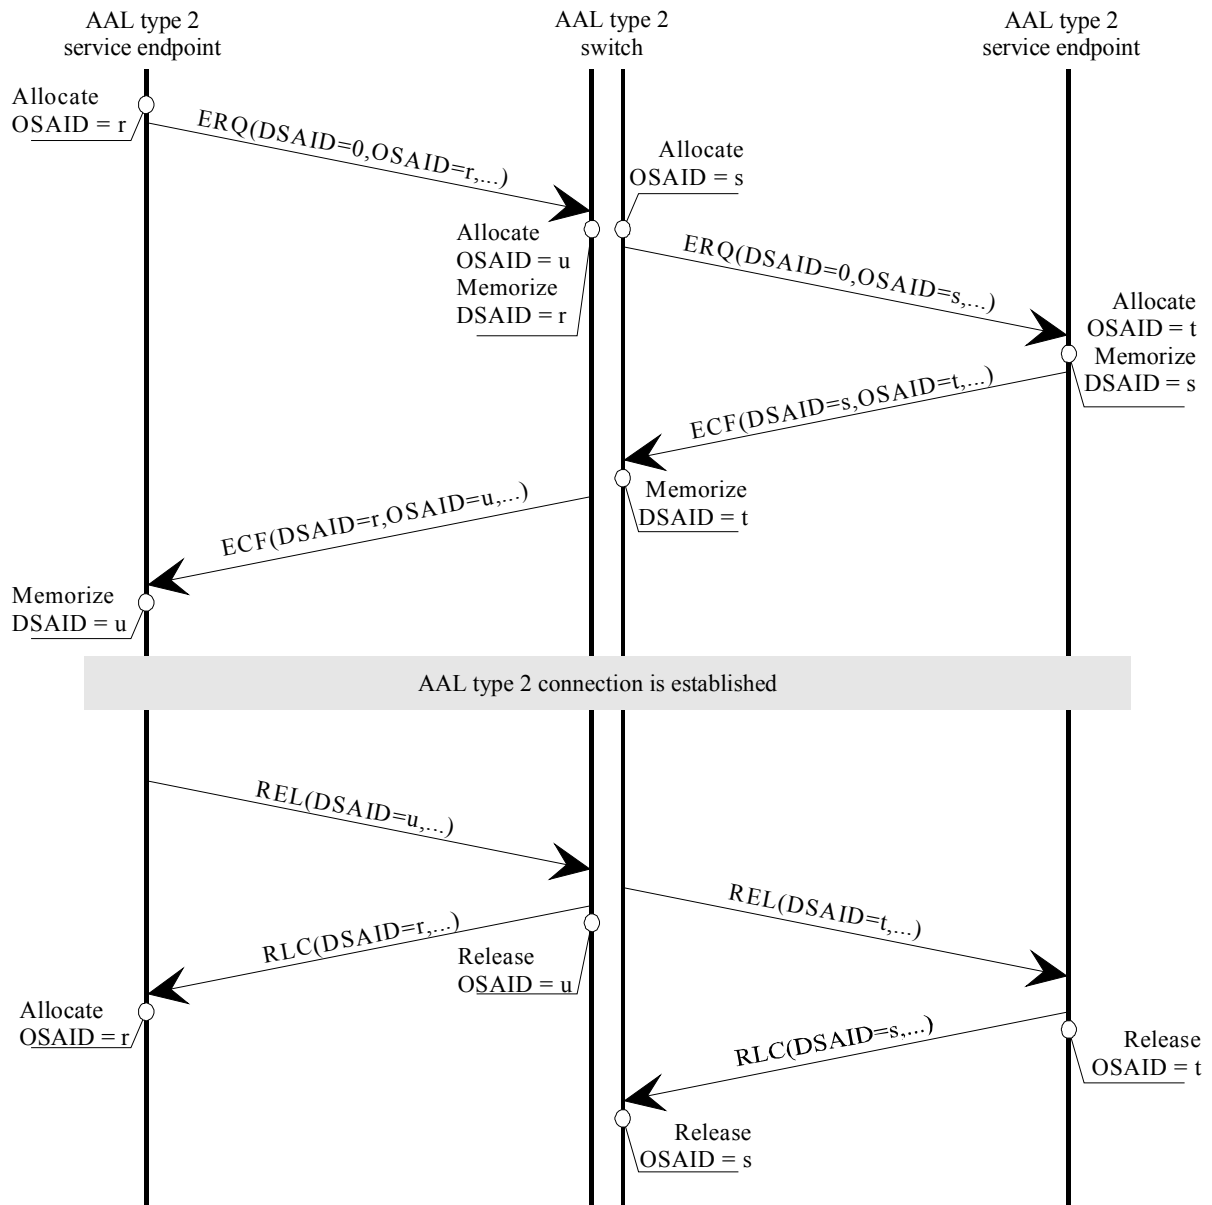 AAL type 2
service endpoint
AAL type 2
switch
AAL type 2
service endpoint
Allocate
OSAID = r
ERQ(DSAID=0,OSAID=r,...)
Allocate
OSAID = s
Allocate
OSAID = u
Memorize
DSAID = r
ERQ(DSAID=0,OSAID=s,...)
Allocate
OSAID = t
Memorize
DSAID = s
ECF(DSAID=s,OSAID=t,...)
Memorize
DSAID = t
ECF(DSAID=r,OSAID=u,...)
Memorize
DSAID = u
AAL type 2 connection is established
REL(DSAID=u,...)
REL(DSAID=t,...)
RLC(DSAID=r,...)
Release
OSAID = u
Allocate
OSAID = r
RLC(DSAID=s,...)
Release
OSAID = t
Release
OSAID = s